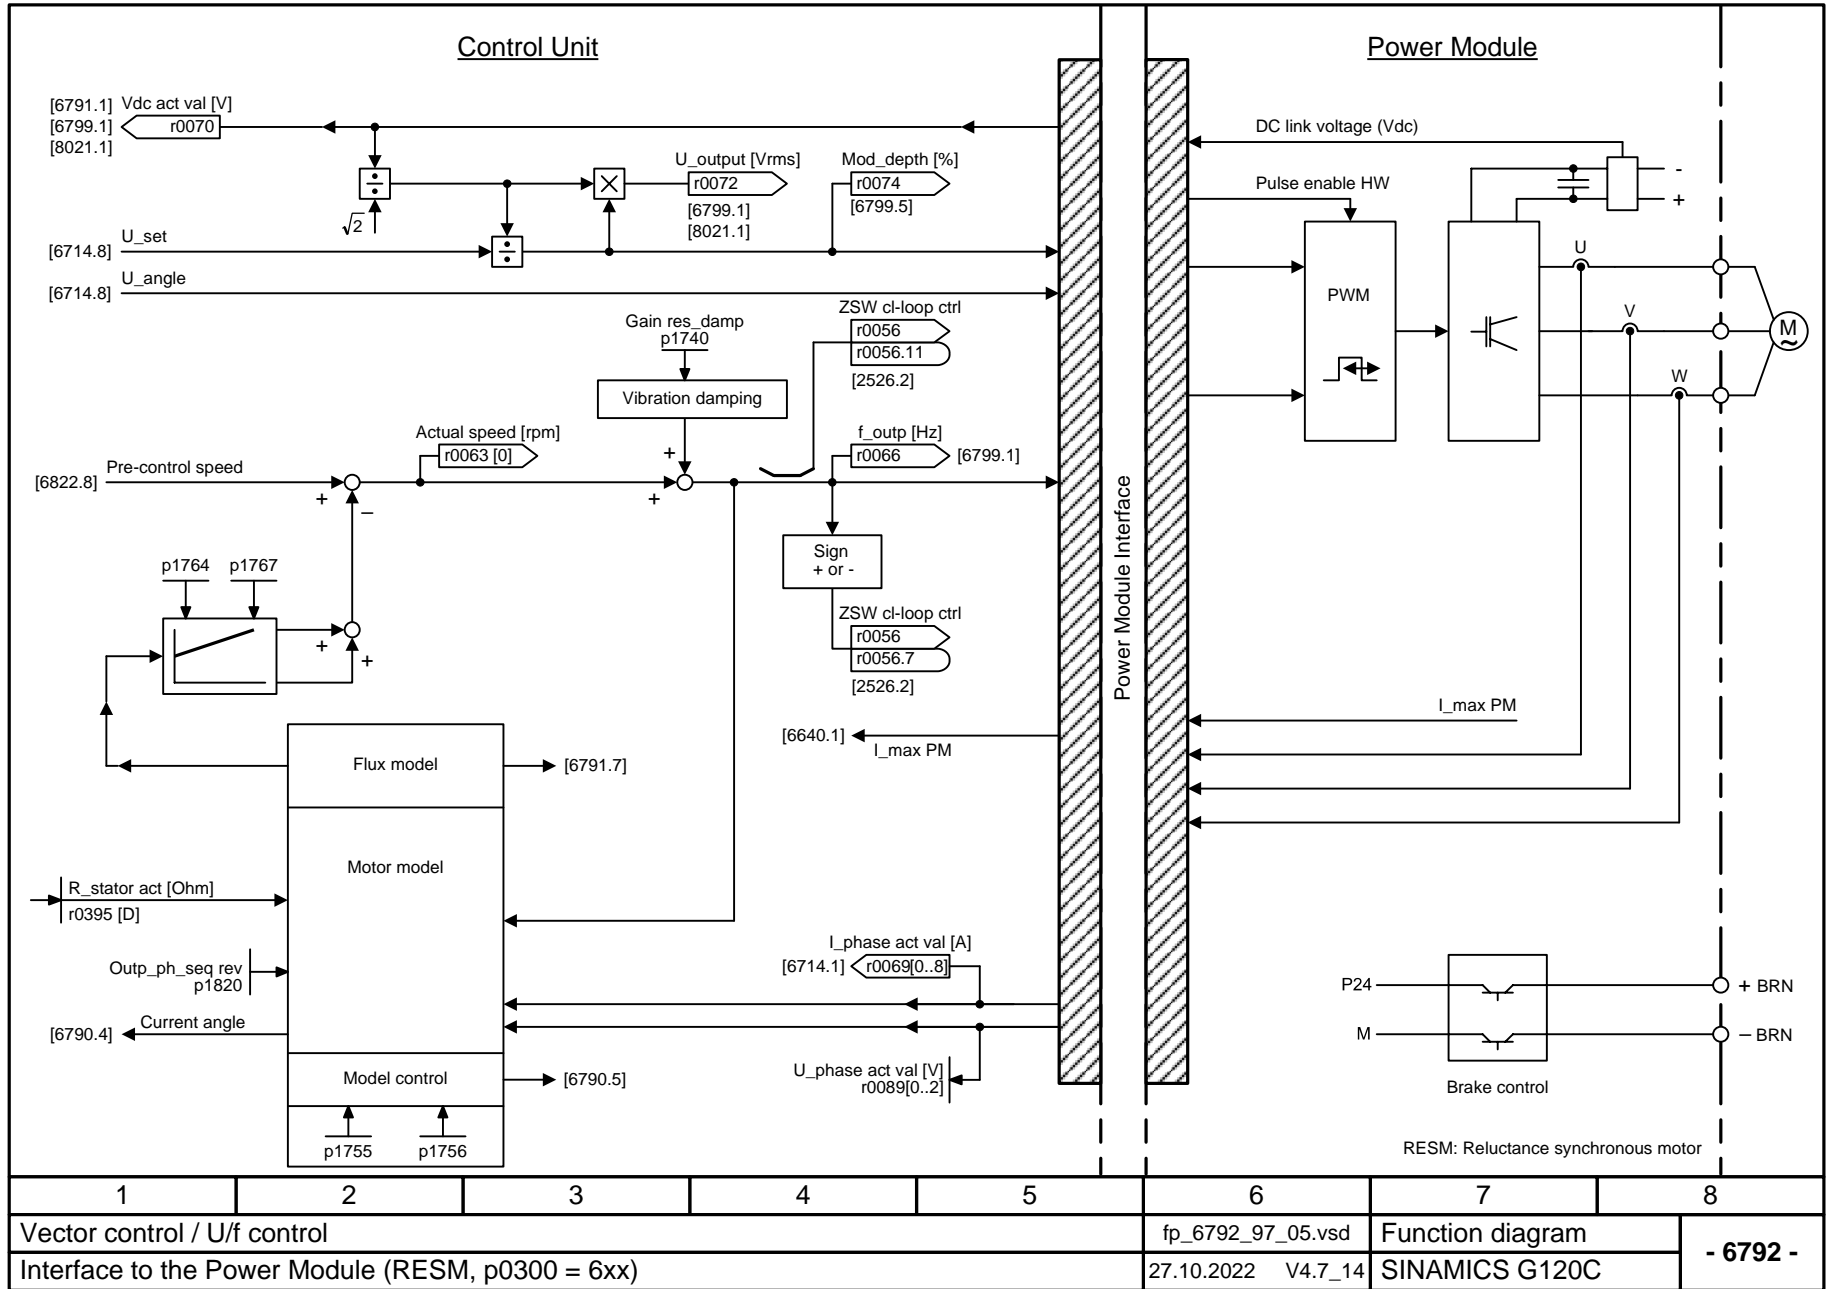 Control Unit
Power Module
[6791.1] Vdc act val [V]
[6799.1] r0070
[8021.1]
√2
U_output [Vrms]
r0072
[6799.1]
[8021.1]
Mod_depth [%]
r0074
[6799.5]
[6714.8] U_set
[6714.8] U_angle
Gain res_damp
p1740
Vibration damping
ZSW cl-loop ctrl
r0056
r0056.11
[2526.2]
Actual speed [rpm]
r0063 [0]
f_outp [Hz]
r0066 [6799.1]
[6822.8] Pre-control speed
+
–
+
+
Sign
+ or -
ZSW cl-loop ctrl
r0056
r0056.7
[2526.2]
p1764 p1767
+
+
[6640.1] I_max PM
Flux model
[6791.7]
Motor model
R_stator act [Ohm]
r0395 [D]
Outp_ph_seq rev
p1820
[6790.4] Current angle
I_phase act val [A]
[6714.1] r0069[0..8]
U_phase act val [V]
r0089[0..2]
Model control
[6790.5]
p1755 p1756
Power Module Interface
DC link voltage (Vdc)
Pulse enable HW
-
+
PWM
U
V
W
M
~
I_max PM
P24
M
+ BRN
– BRN
Brake control
RESM: Reluctance synchronous motor
1 2 3 4 5 6 7 8
Vector control / U/f control
fp_6792_97_05.vsd
Function diagram
- 6792 -
Interface to the Power Module (RESM, p0300 = 6xx)
27.10.2022 V4.7_14
SINAMICS G120C